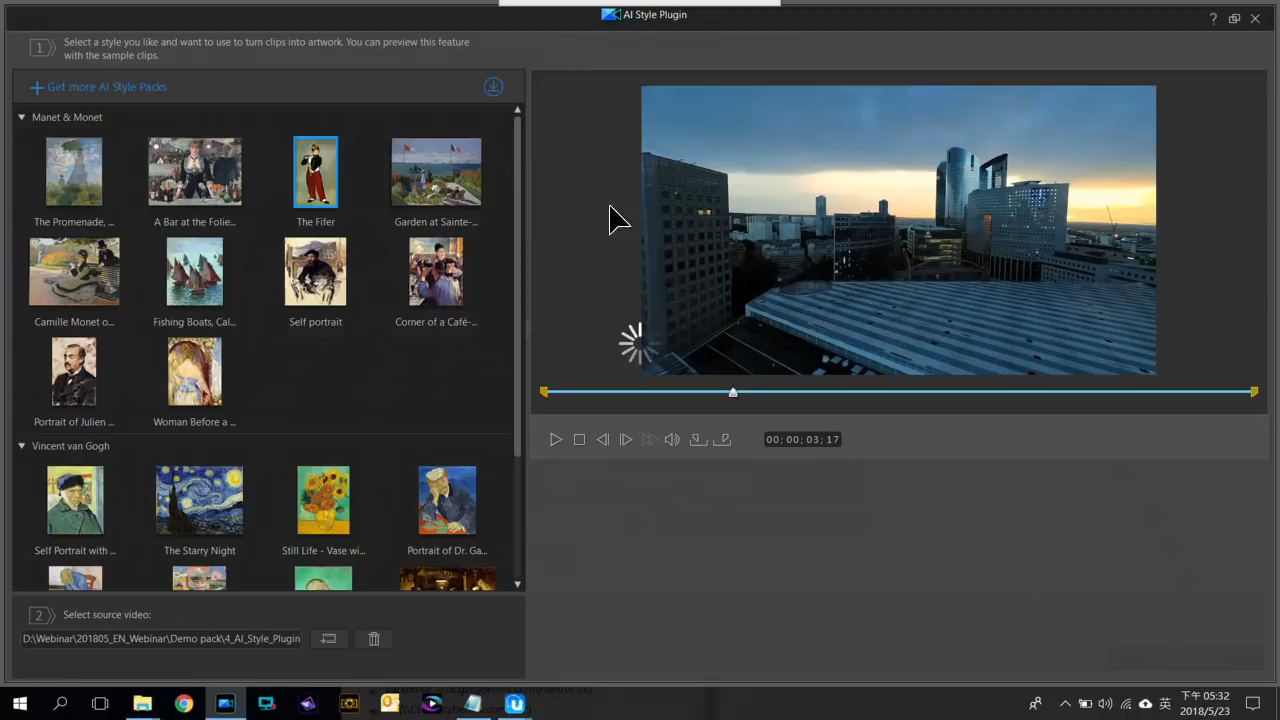 AI Style Plugin
1 Select a style you like and want to use to turn clips into artwork. You can preview this feature
with the sample clips.
Get more AI Style Packs
Manet & Monet
The Promenade, ...
A Bar at the Folie...
The Fifer
Garden at Sainte-...
Camille Monet o...
Fishing Boats, Cal...
Self portrait
Corner of a Café-...
Portrait of Julien ...
Woman Before a ...
Vincent van Gogh
Self Portrait with ...
The Starry Night
Still Life - Vase wi...
Portrait of Dr. Ga...
2 Select source video:
D:\Webinar\201805_EN_Webinar\Demo pack\4_AI_Style_Plugin
00; 00; 03; 17
英
下午 05:32
2018/5/23